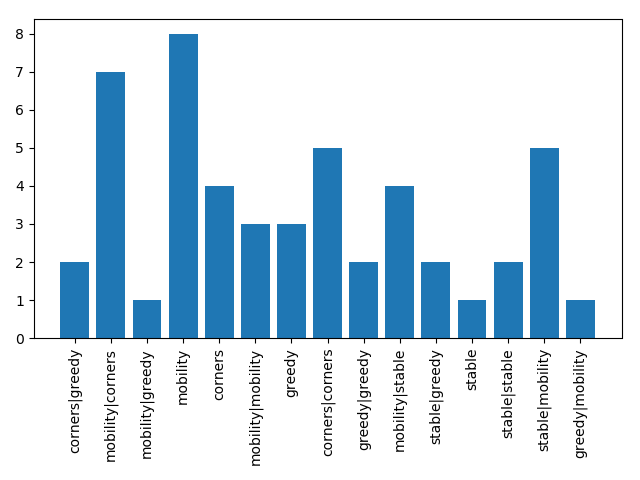 8
7
6
5
4
3
2
1
0
corners|greedy
mobility|corners
mobility|greedy
mobility
corners
mobility|mobility
greedy
corners|corners
greedy|greedy
mobility|stable
stable|greedy
stable
stable|stable
stable|mobility
greedy|mobility